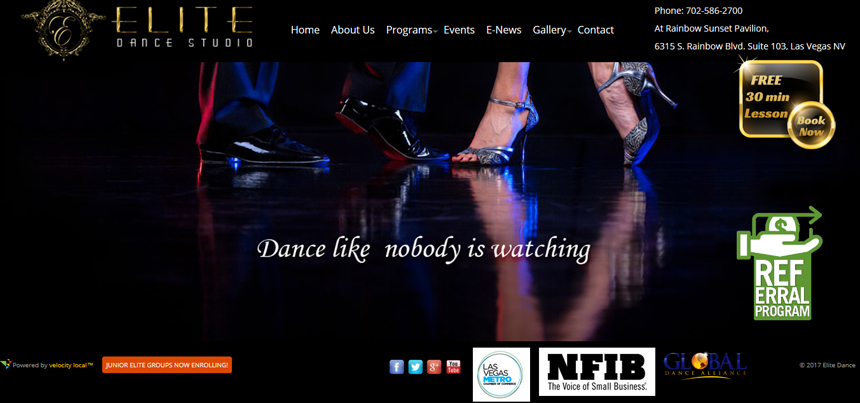 E
ELITE
DANCE STUDIO
Home About Us Programs Events E-News Gallery Contact
Phone: 702-586-2700
At Rainbow Sunset Pavilion,
6315 S. Rainbow Blvd. Suite 103, Las Vegas NV
FREE
30 min
Lesson
Book
Now
Dance like nobody is watching
$
REF
ERRAL
PROGRAM
Powered by velocity local™
JUNIOR ELITE GROUPS NOW ENROLLING!
f
g+
You
Tube
LAS
VEGAS
METRO
CHAMBER OF COMMERCE
NFIB
The Voice of Small Business.
GLOBAL
DANCE ALLIANCE
© 2017 Elite Dance